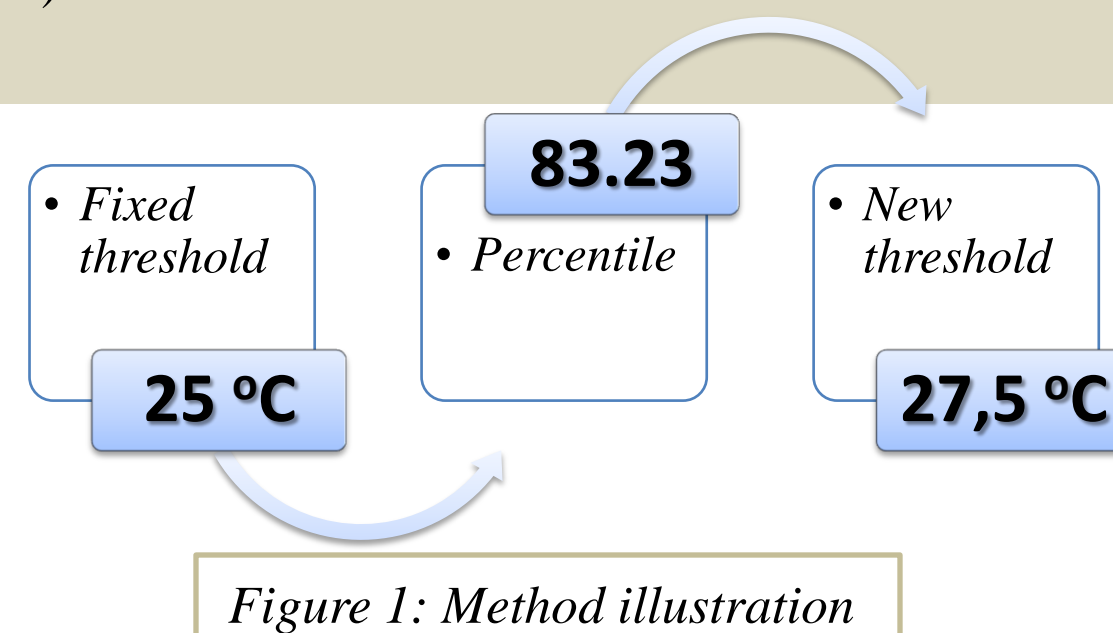 • Fixed
threshold
25 ºC
83.23
• Percentile
• New
threshold
27,5 ºC
Figure 1: Method illustration